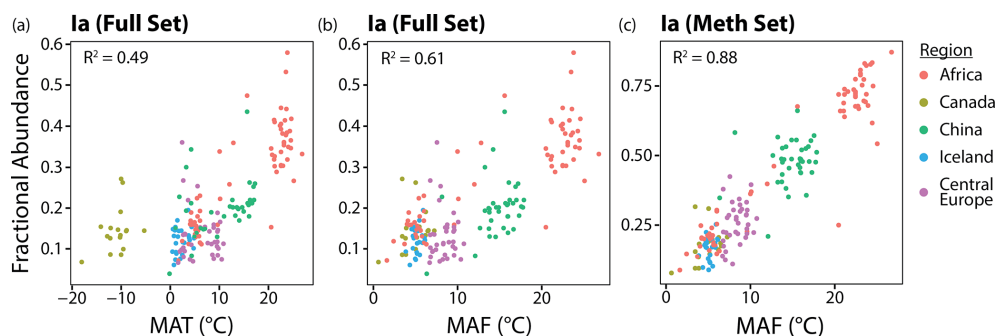 (a) Ia (Full Set)
(b) Ia (Full Set)
(c) Ia (Meth Set)
Fractional Abundance
R² = 0.49
0.6
0.5
0.4
0.3
0.2
0.1
−20 −10 0 10 20
MAT (°C)
R² = 0.61
0.6
0.5
0.4
0.3
0.2
0.1
0 10 20
MAF (°C)
R² = 0.88
0.75
0.50
0.25
0 10 20
MAF (°C)
Region
Africa
Canada
China
Iceland
Central
Europe